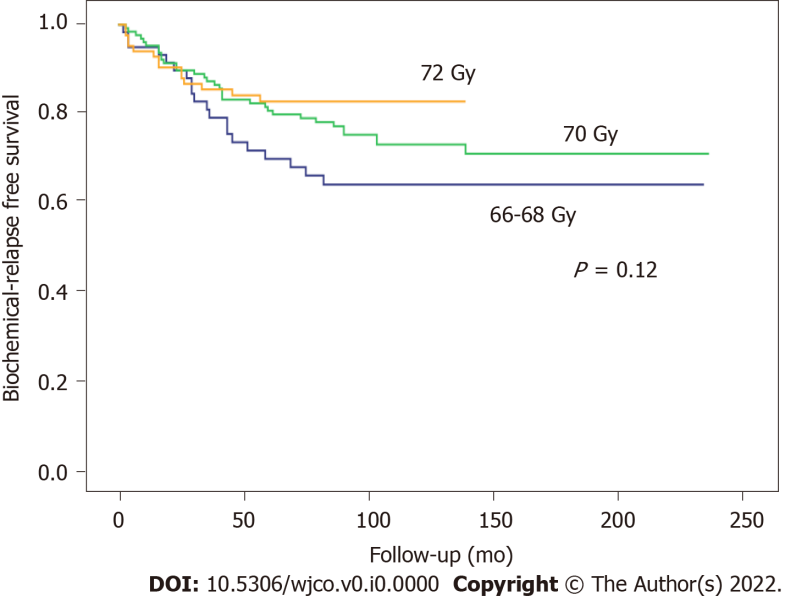 1.0
0.8
0.6
0.4
0.2
0.0
Biochemical-relapse free survival
72 Gy
70 Gy
66-68 Gy
P = 0.12
0 50 100 150 200 250
Follow-up (mo)
DOI: 10.5306/wjco.v0.i0.0000 Copyright © The Author(s) 2022.